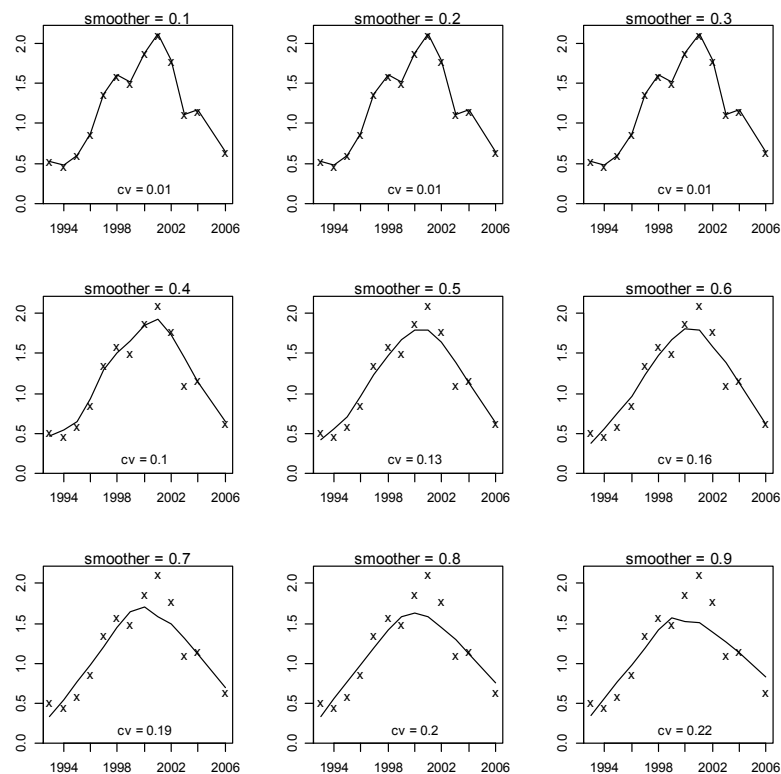 smoother = 0.1
smoother = 0.2
smoother = 0.3
2.0
1.5
1.0
0.5
0.0
cv = 0.01
1994 1998 2002 2006
2.0
1.5
1.0
0.5
0.0
cv = 0.01
1994 1998 2002 2006
2.0
1.5
1.0
0.5
0.0
cv = 0.01
1994 1998 2002 2006
smoother = 0.4
smoother = 0.5
smoother = 0.6
2.0
1.5
1.0
0.5
0.0
cv = 0.1
1994 1998 2002 2006
2.0
1.5
1.0
0.5
0.0
cv = 0.13
1994 1998 2002 2006
2.0
1.5
1.0
0.5
0.0
cv = 0.16
1994 1998 2002 2006
smoother = 0.7
smoother = 0.8
smoother = 0.9
2.0
1.5
1.0
0.5
0.0
cv = 0.19
1994 1998 2002 2006
2.0
1.5
1.0
0.5
0.0
cv = 0.2
1994 1998 2002 2006
2.0
1.5
1.0
0.5
0.0
cv = 0.22
1994 1998 2002 2006